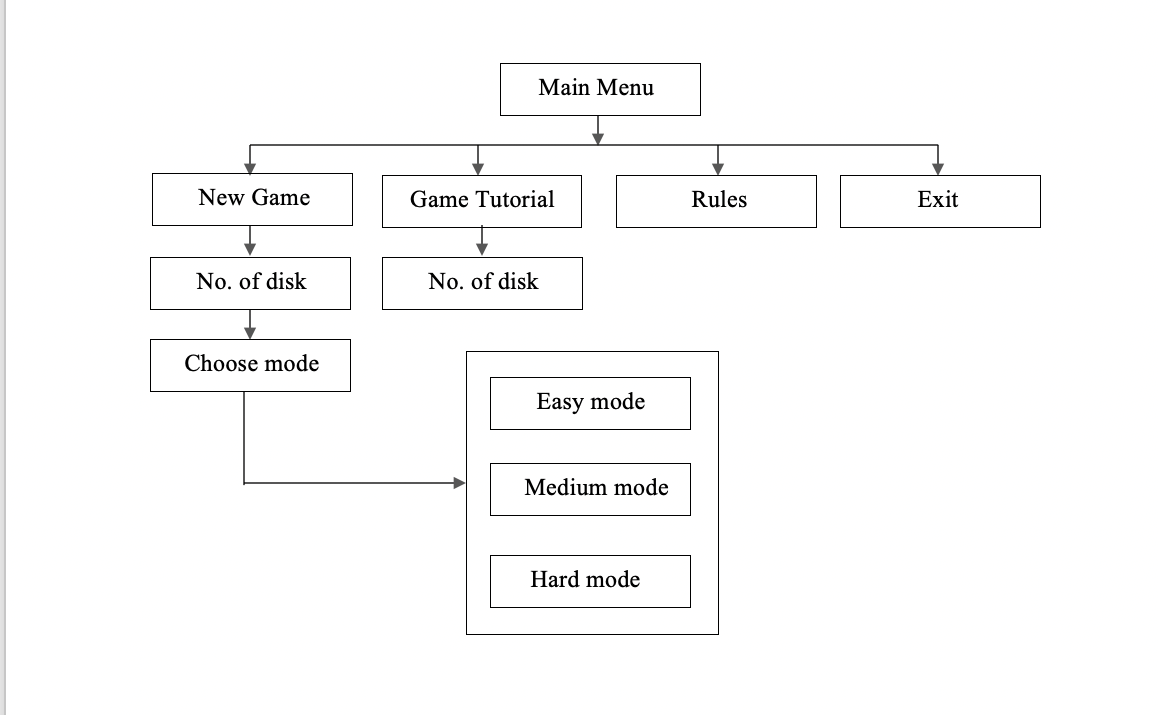 Main Menu
New Game
Game Tutorial
Rules
Exit
No. of disk
No. of disk
Choose mode
Easy mode
Medium mode
Hard mode